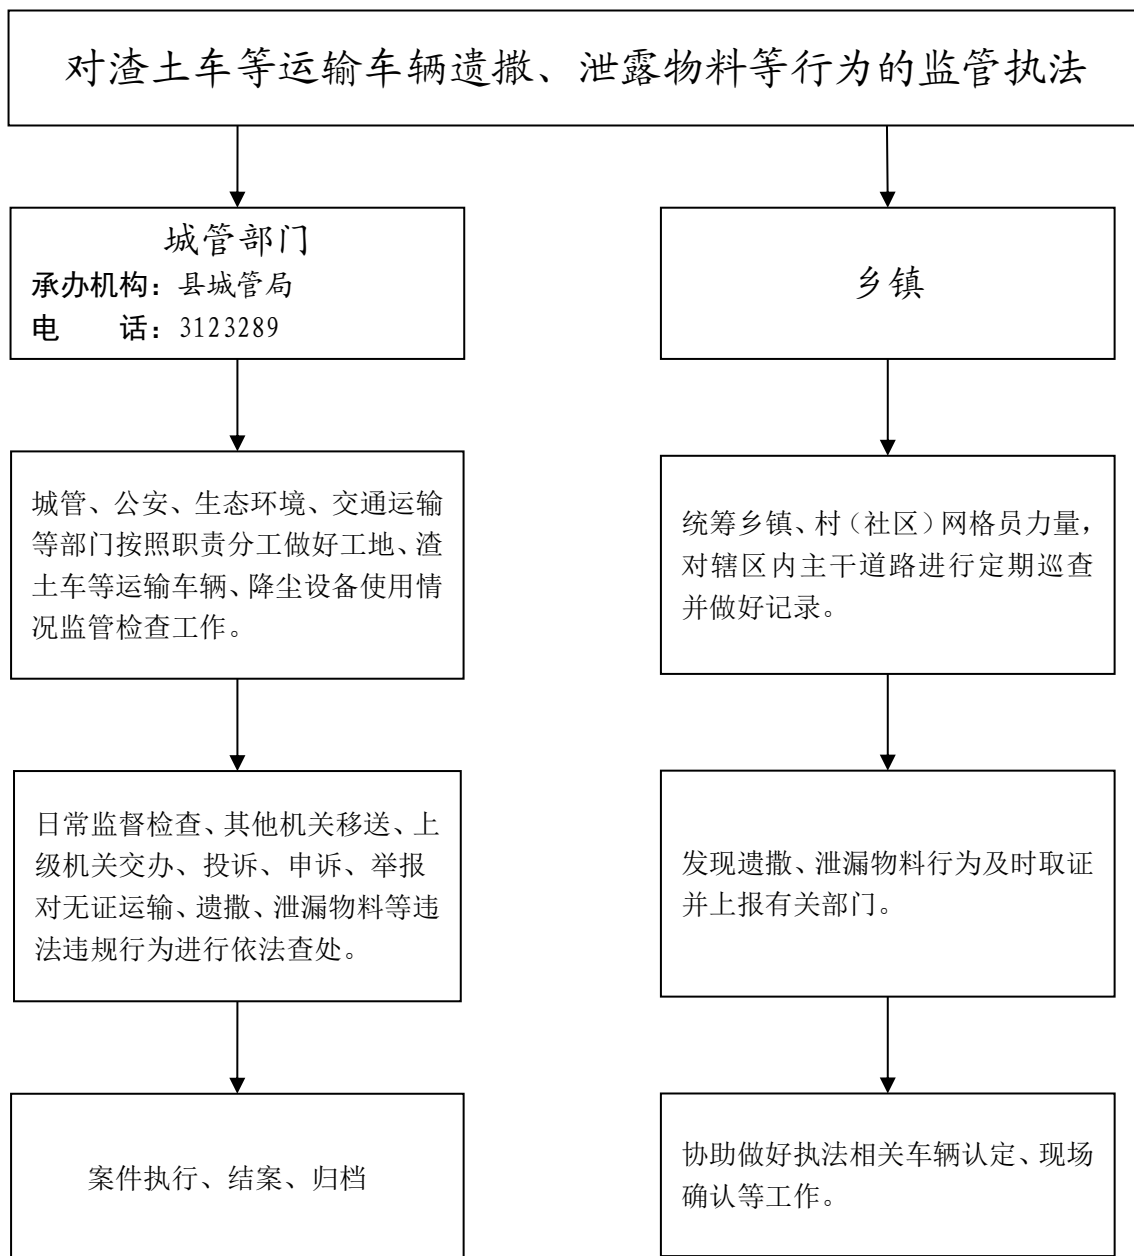 对渣土车等运输车辆遗撒、泄露物料等行为的监管执法
城管部门
承办机构：县城管局
电　　话：3123289
城管、公安、生态环境、交通运输
等部门按照职责分工做好工地、渣
土车等运输车辆、降尘设备使用情
况监管检查工作。
日常监督检查、其他机关移送、上
级机关交办、投诉、申诉、举报
对无证运输、遗撒、泄漏物料等违
法违规行为进行依法查处。
案件执行、结案、归档
乡镇
统筹乡镇、村（社区）网格员力量，
对辖区内主干道路进行定期巡查
并做好记录。
发现遗撒、泄漏物料行为及时取证
并上报有关部门。
协助做好执法相关车辆认定、现场
确认等工作。